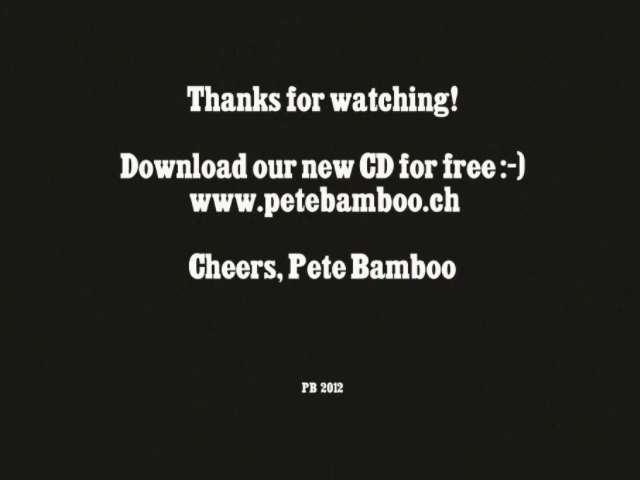 Thanks for watching!
Download our new CD for free :-)
www.petebamboo.ch
Cheers, Pete Bamboo
PB 2012